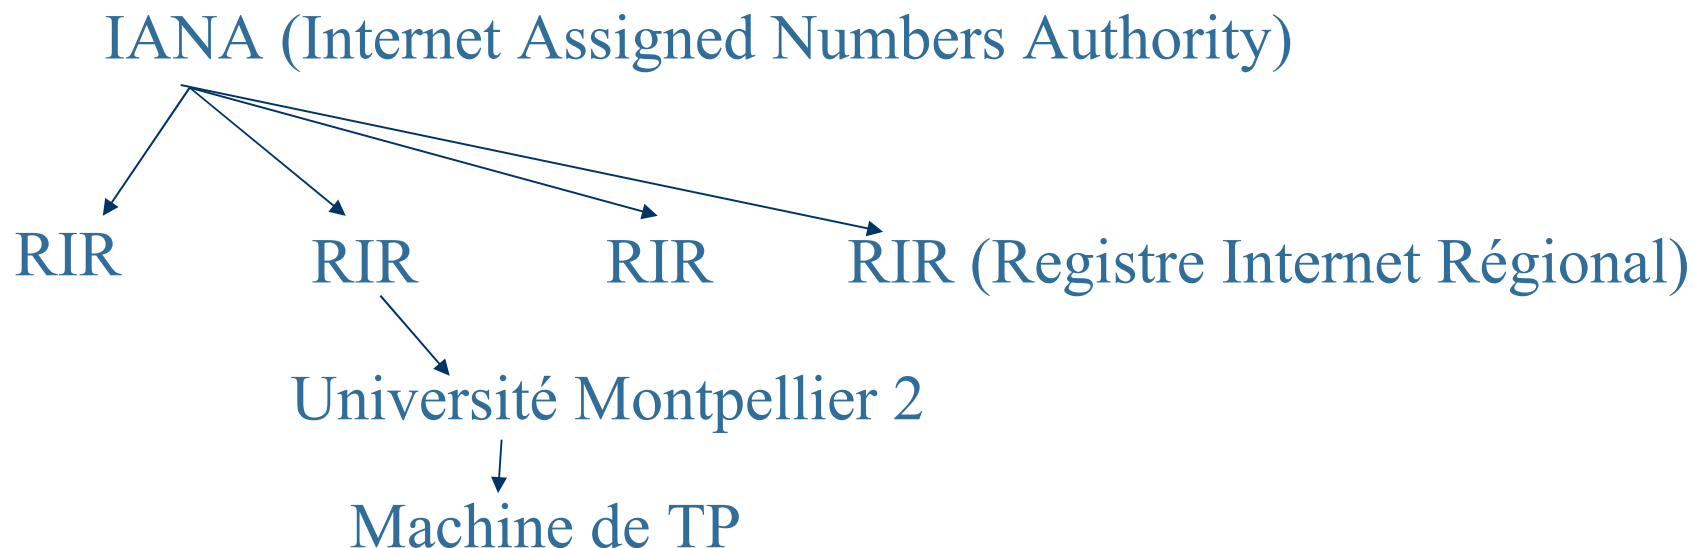 IANA (Internet Assigned Numbers Authority)
RIR RIR RIR RIR (Registre Internet Régional)
Université Montpellier 2
Machine de TP